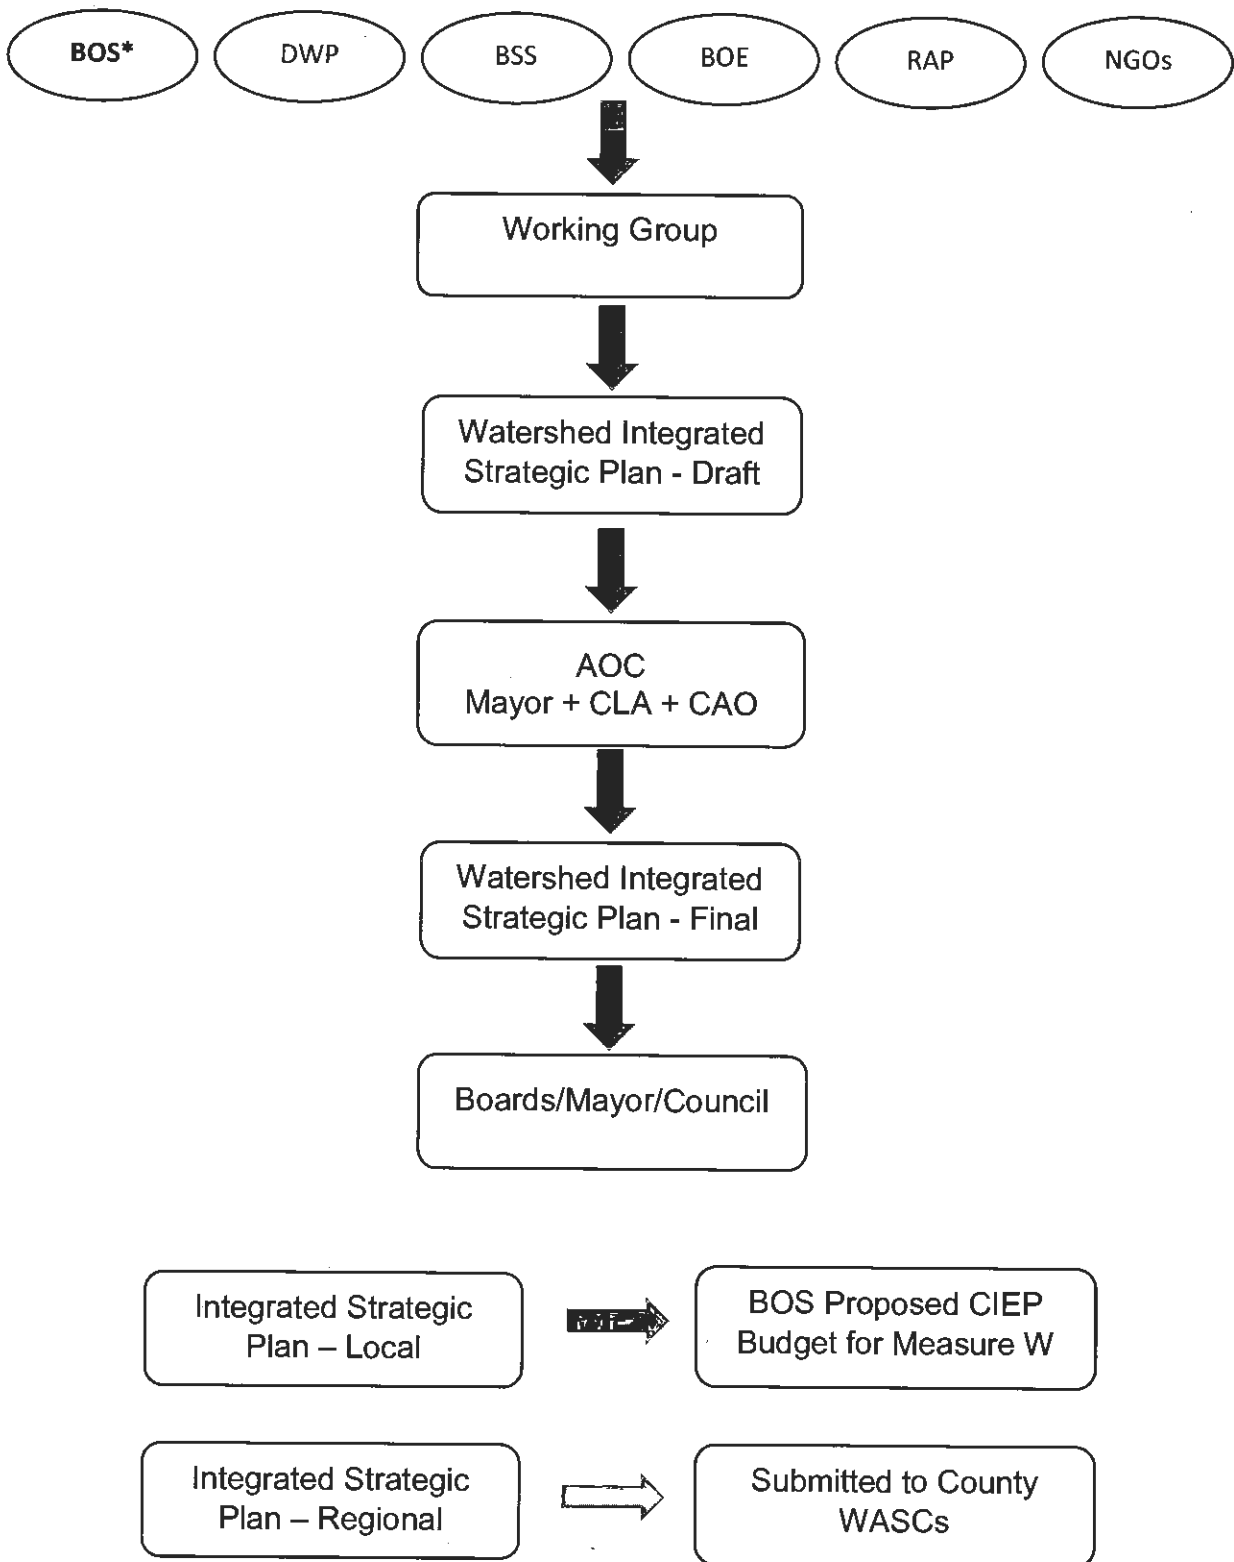 BOS* DWP BSS BOE RAP NGOs
Working Group
Watershed Integrated
Strategic Plan - Draft
AOC
Mayor + CLA + CAO
Watershed Integrated
Strategic Plan - Final
Boards/Mayor/Council
Integrated Strategic
Plan – Local
BOS Proposed CIEP
Budget for Measure W
Integrated Strategic
Plan – Regional
Submitted to County
WASCs